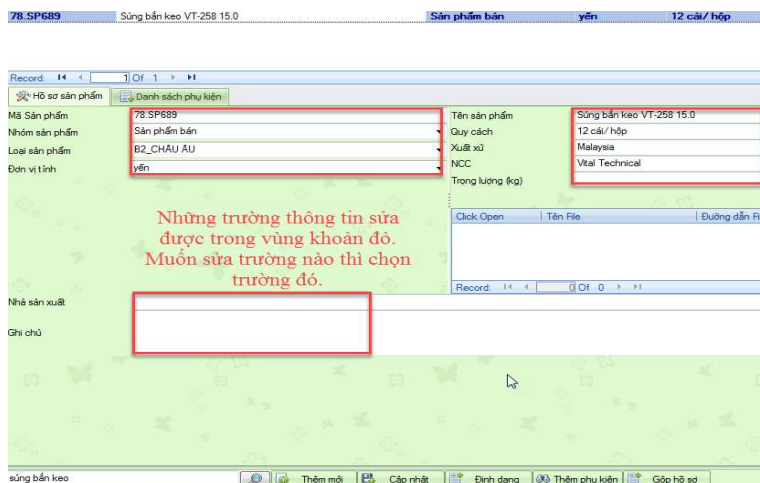 78.SP689 Súng bắn keo VT-258 15.0 Sản phẩm bán yến 12 cái/ hộp
Record: 1 Of 1
Hồ sơ sản phẩm Danh sách phụ kiện
Mã Sản phẩm 78.SP689 Tên sản phẩm Súng bắn keo VT-258 15.0
Nhóm sản phẩm Sản phẩm bán Quy cách 12 cái/ hộp
Loại sản phẩm B2_CHÂU ÂU Xuất xứ Malaysia
Đơn vị tính yến NCC Vital Technical
Trọng lượng (kg)
Những trường thông tin sửa
được trong vùng khoản đỏ.
Muốn sửa trường nào thì chọn
trường đó.
Click Open Tên File Đường dẫn Fi
Record: 0 Of 0
Nhà sản xuất
Ghi chú
súng bắn keo Thêm mới Cập nhật Định dạng Thêm phụ kiện Gộp hồ sơ